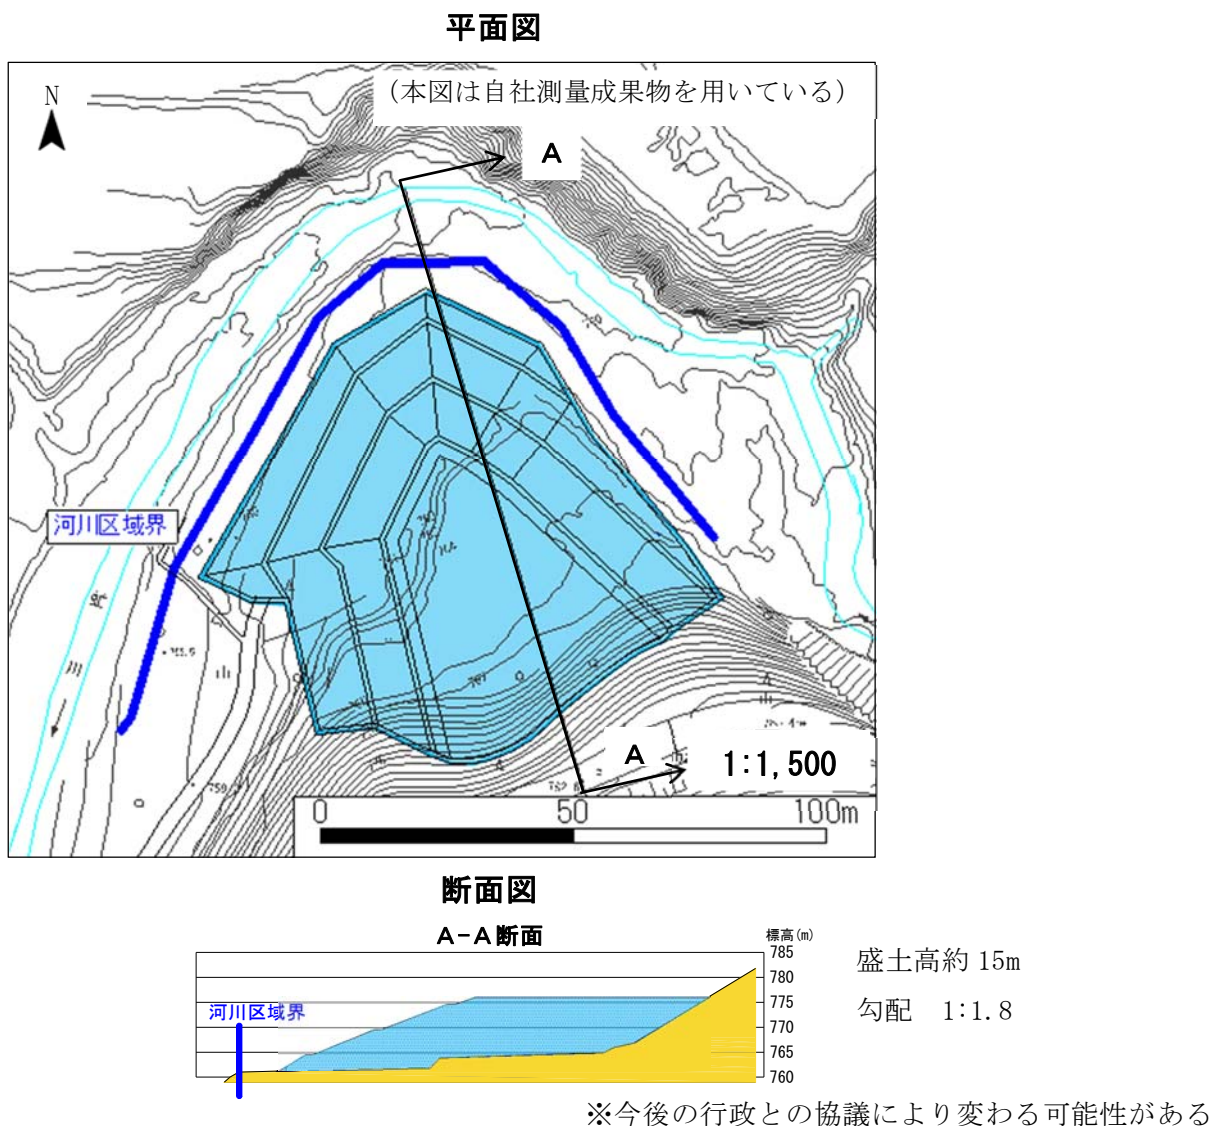 平面図
(本図は自社測量成果物を用いている)
N
A
河川区域界
川
A
1:1,500
0 50 100m
断面図
A-A断面
標高(m)
785
780
775
770
765
760
河川区域界
盛土高約 15m
勾配 1:1.8
※今後の行政との協議により変わる可能性がある